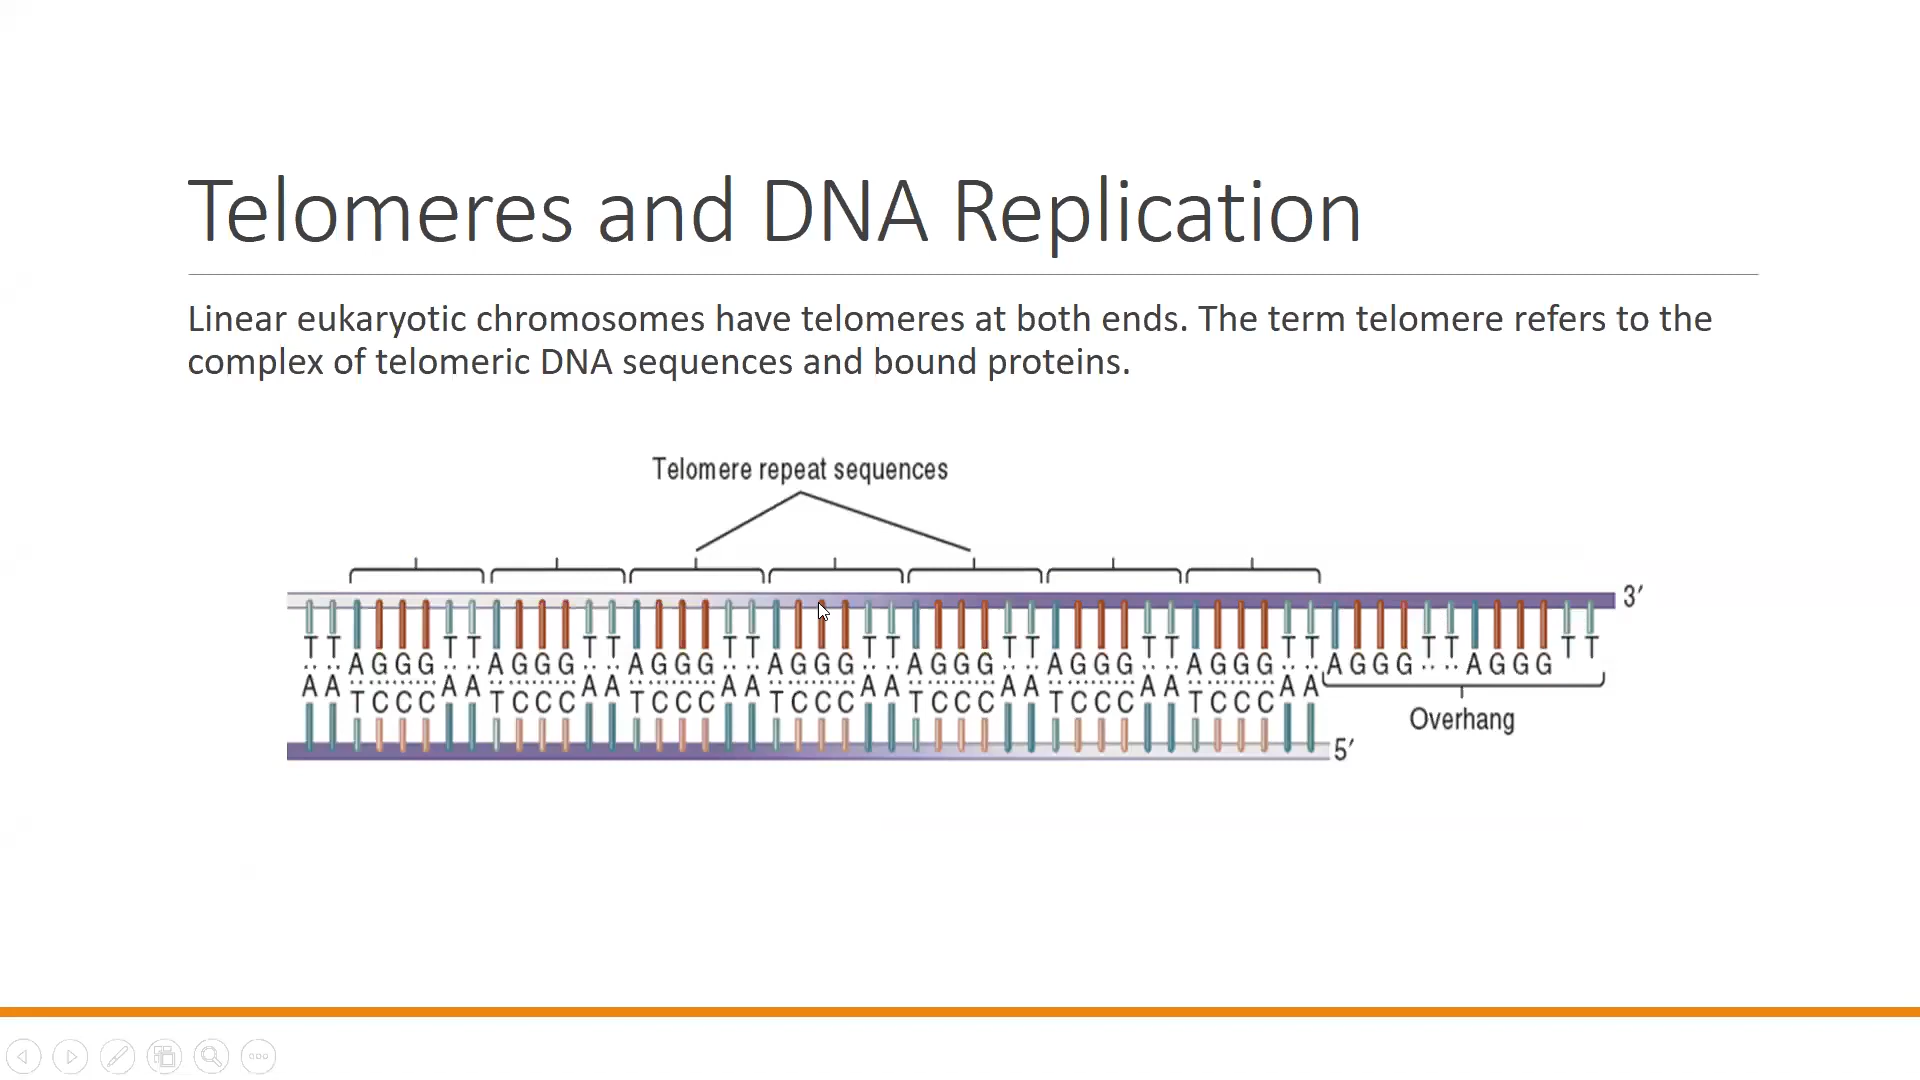 Telomeres and DNA Replication
Linear eukaryotic chromosomes have telomeres at both ends. The term telomere refers to the
complex of telomeric DNA sequences and bound proteins.
Telomere repeat sequences
3′
TTAGGGTTAGGGTTAGGGTTAGGGTTAGGGTTAGGGTTAGGGTTAGGGTTAGGGTT
AATCCCAATCCCAATCCCAATCCCAATCCCAATCCCAATCCCAA
Overhang
5′